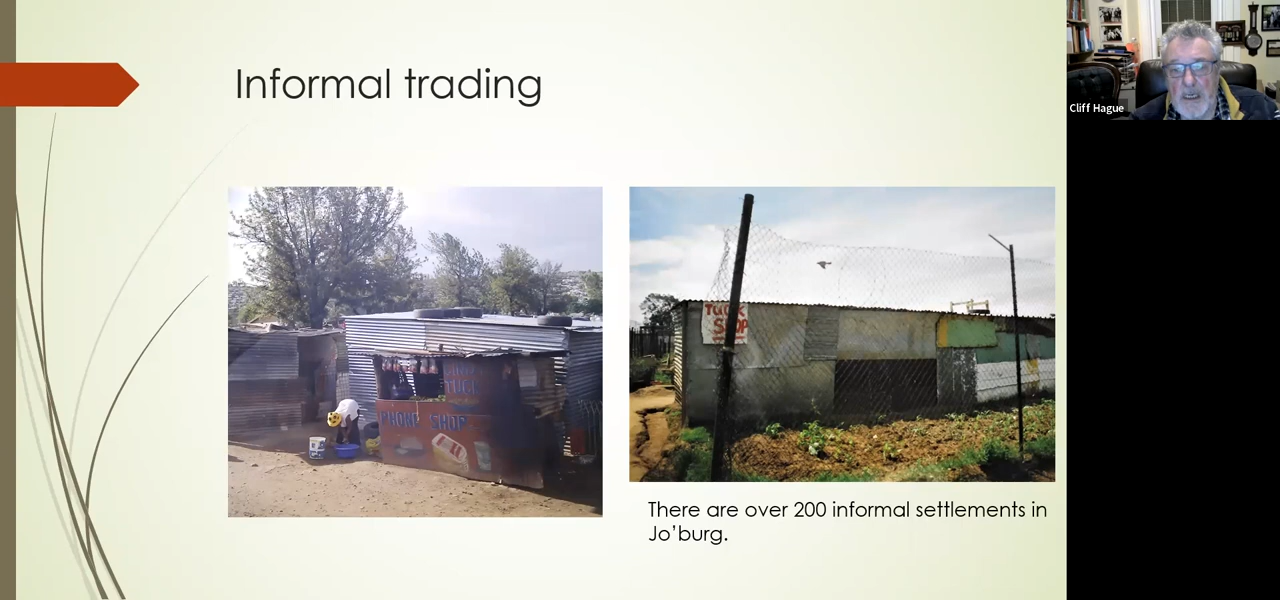 Informal trading
Cliff Hague
PHONE SHOP
TUCK
SHOP
There are over 200 informal settlements in
Jo’burg.